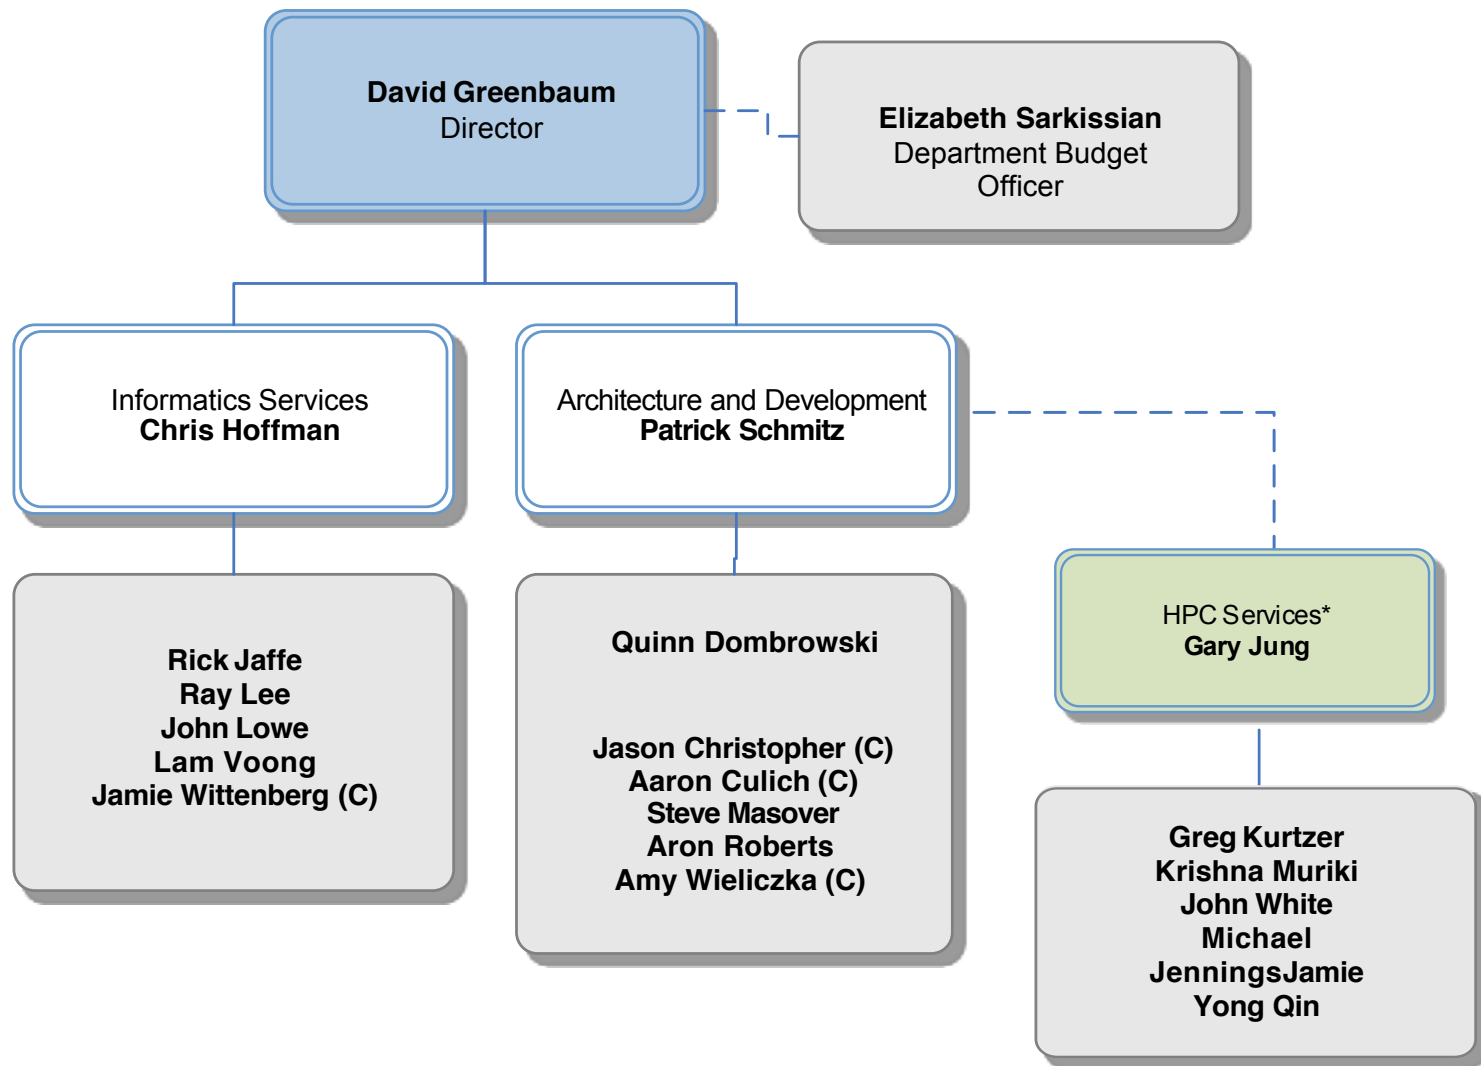 David Greenbaum
Director
Elizabeth Sarkissian
Department Budget
Officer
Informatics Services
Chris Hoffman
Architecture and Development
Patrick Schmitz
HPC Services*
Gary Jung
Rick Jaffe
Ray Lee
John Lowe
Lam Voong
Jamie Wittenberg (C)
Quinn Dombrowski
Jason Christopher (C)
Aaron Culich (C)
Steve Masover
Aron Roberts
Amy Wieliczka (C)
Greg Kurtzer
Krishna Muriki
John White
Michael
JenningsJamie
Yong Qin